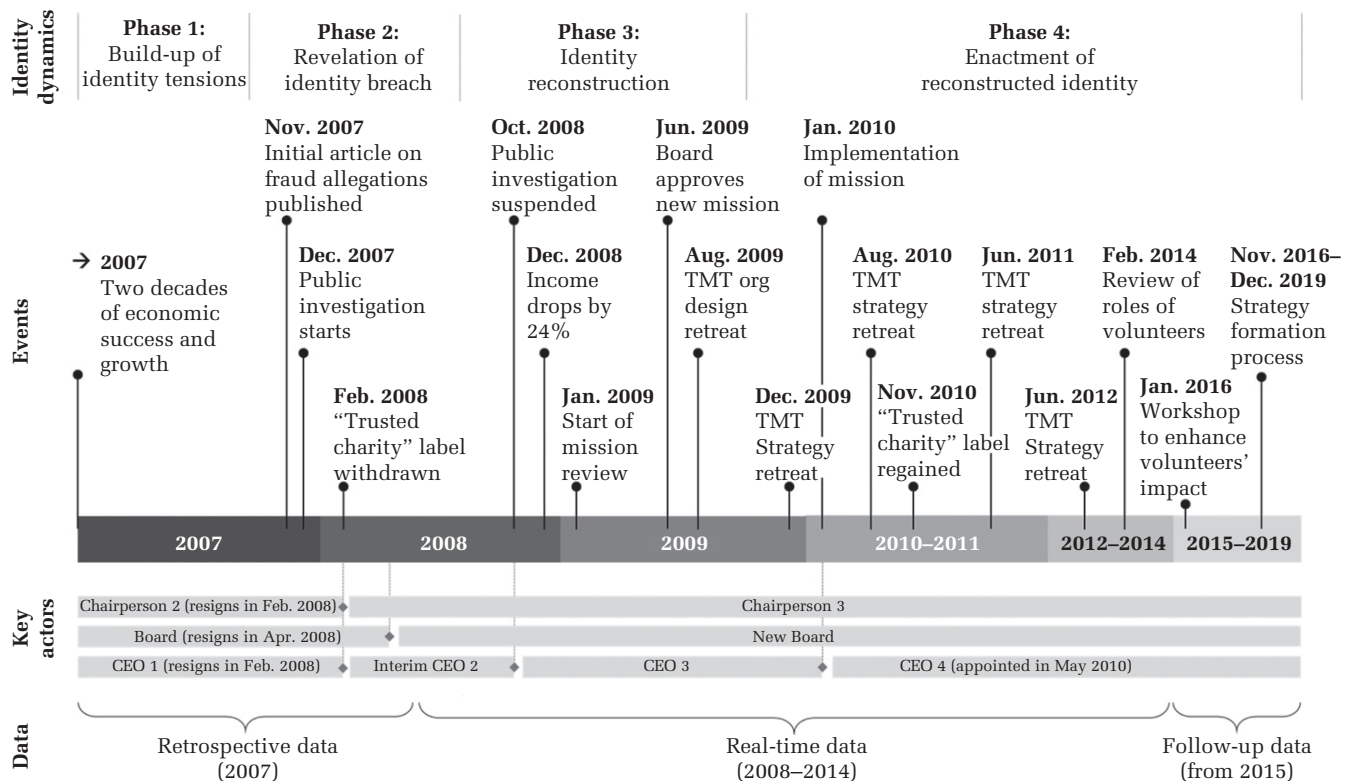 Identity
dynamics
Phase 1:
Build-up of
identity tensions
Phase 2:
Revelation of
identity breach
Phase 3:
Identity
reconstruction
Phase 4:
Enactment of
reconstructed identity
Events
→ 2007
Two decades
of economic
success and
growth
Nov. 2007
Initial article on
fraud allegations
published
Dec. 2007
Public
investigation
starts
Feb. 2008
“Trusted
charity” label
withdrawn
Oct. 2008
Public
investigation
suspended
Dec. 2008
Income
drops by
24%
Jan. 2009
Start of
mission
review
Jun. 2009
Board
approves
new mission
Aug. 2009
TMT org
design
retreat
Dec. 2009
TMT
Strategy
retreat
Jan. 2010
Implementation
of mission
Aug. 2010
TMT
strategy
retreat
Nov. 2010
“Trusted
charity” label
regained
Jun. 2011
TMT
strategy
retreat
Jun. 2012
TMT
Strategy
retreat
Feb. 2014
Review of
roles of
volunteers
Jan. 2016
Workshop
to enhance
volunteers’
impact
Nov. 2016–
Dec. 2019
Strategy
formation
process
2007
2008
2009
2010–2011
2012–2014
2015–2019
Key
actors
Chairperson 2 (resigns in Feb. 2008)
Chairperson 3
Board (resigns in Apr. 2008)
New Board
CEO 1 (resigns in Feb. 2008)
Interim CEO 2
CEO 3
CEO 4 (appointed in May 2010)
Data
Retrospective data
(2007)
Real-time data
(2008–2014)
Follow-up data
(from 2015)